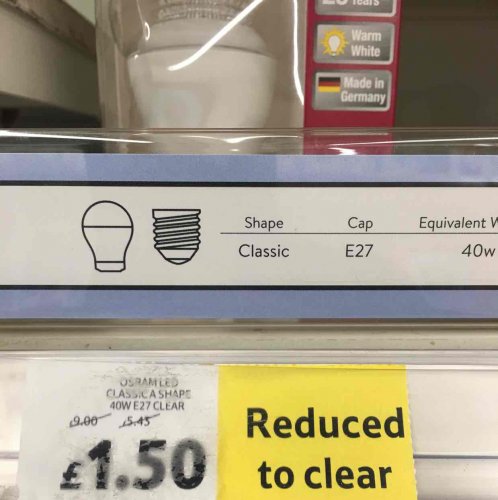 Years
Warm
White
Made in
Germany
Shape Cap Equivalent W
Classic E27 40w
OSRAM LED
CLASSIC A SHAPE
40W E27 CLEAR
9.00 5.45
£1.50
Reduced
to clear